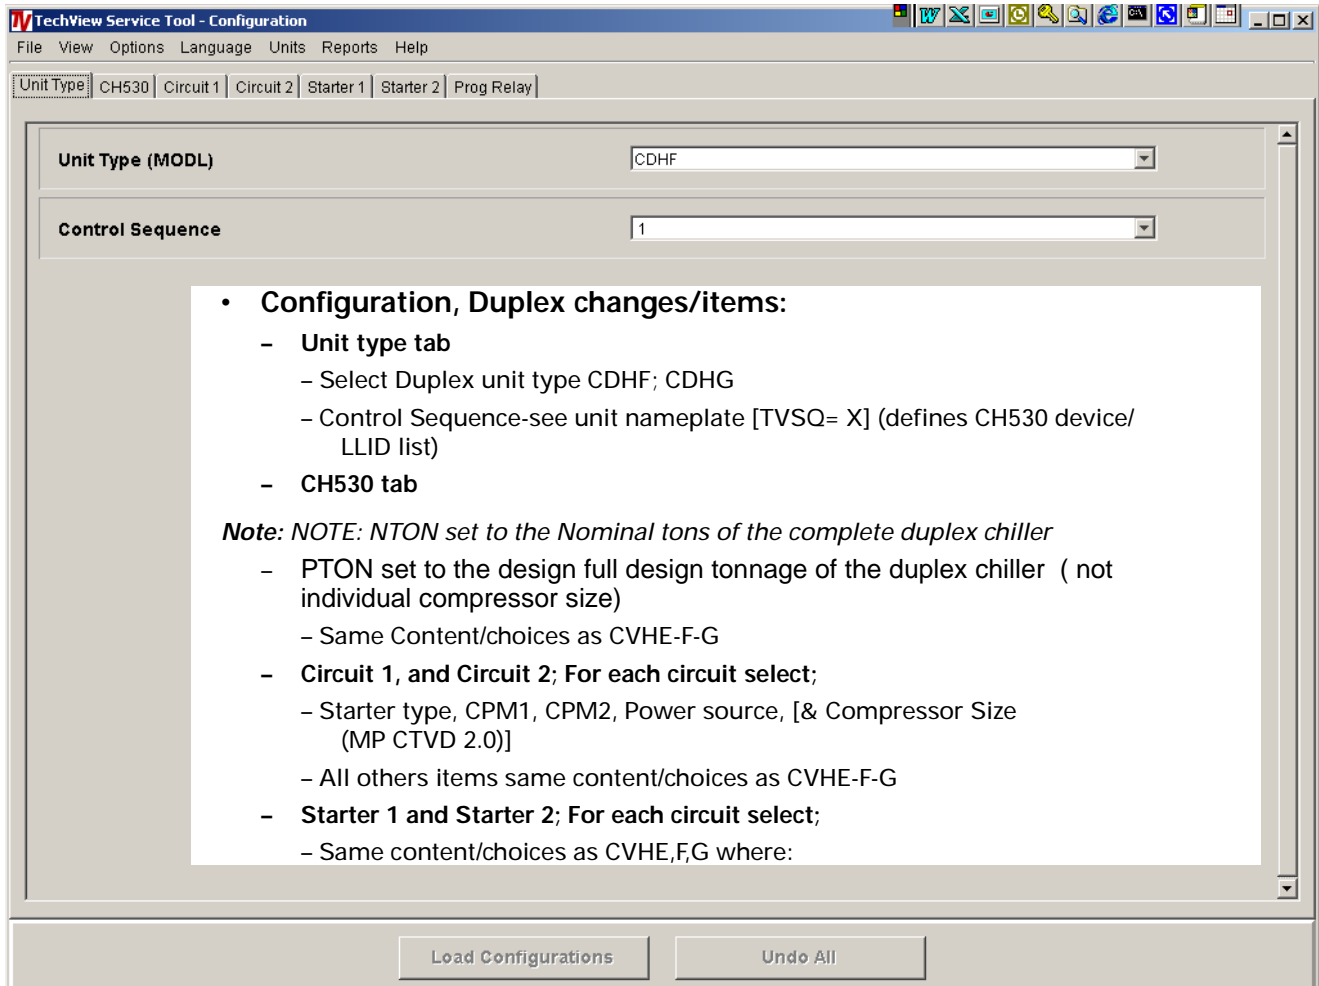 TechView Service Tool - Configuration
File View Options Language Units Reports Help
Unit Type CH530 Circuit 1 Circuit 2 Starter 1 Starter 2 Prog Relay
Unit Type (MODL) CDHF
Control Sequence 1
• Configuration, Duplex changes/items:
– Unit type tab
– Select Duplex unit type CDHF; CDHG
– Control Sequence-see unit nameplate [TVSQ= X] (defines CH530 device/
LLID list)
– CH530 tab
Note: NOTE: NTON set to the Nominal tons of the complete duplex chiller
– PTON set to the design full design tonnage of the duplex chiller ( not
individual compressor size)
– Same Content/choices as CVHE-F-G
– Circuit 1, and Circuit 2; For each circuit select;
– Starter type, CPM1, CPM2, Power source, [& Compressor Size
(MP CTVD 2.0)]
– All others items same content/choices as CVHE-F-G
– Starter 1 and Starter 2; For each circuit select;
– Same content/choices as CVHE,F,G where:
Load Configurations Undo All